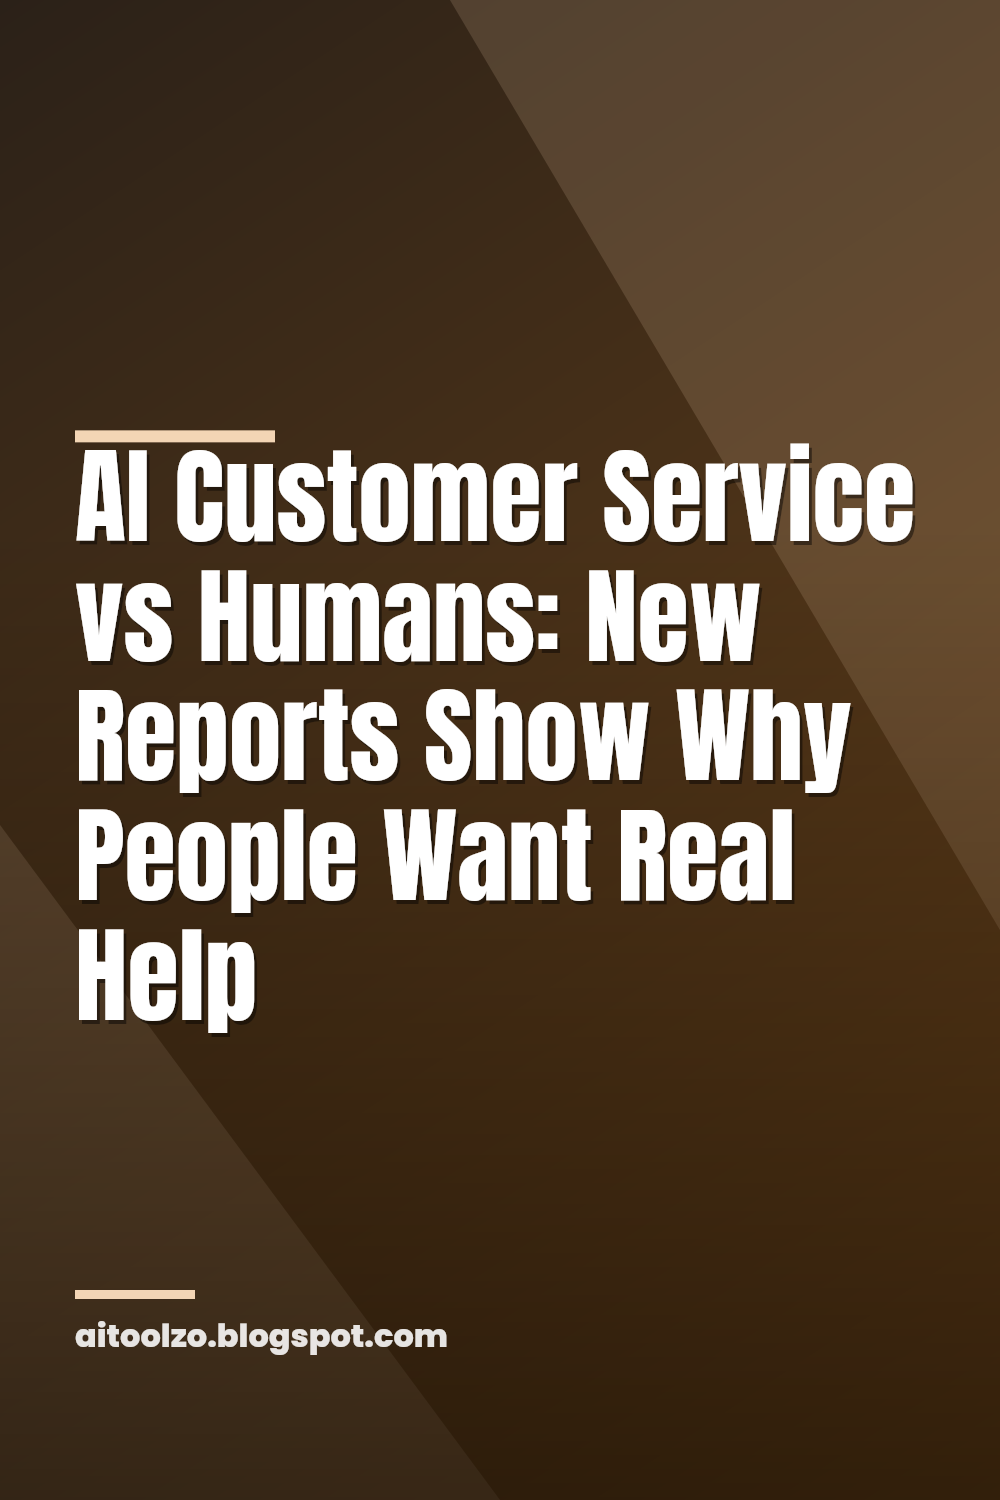 AI Customer Service
vs Humans: New
Reports Show Why
People Want Real
Help
aitoolzo.blogspot.com